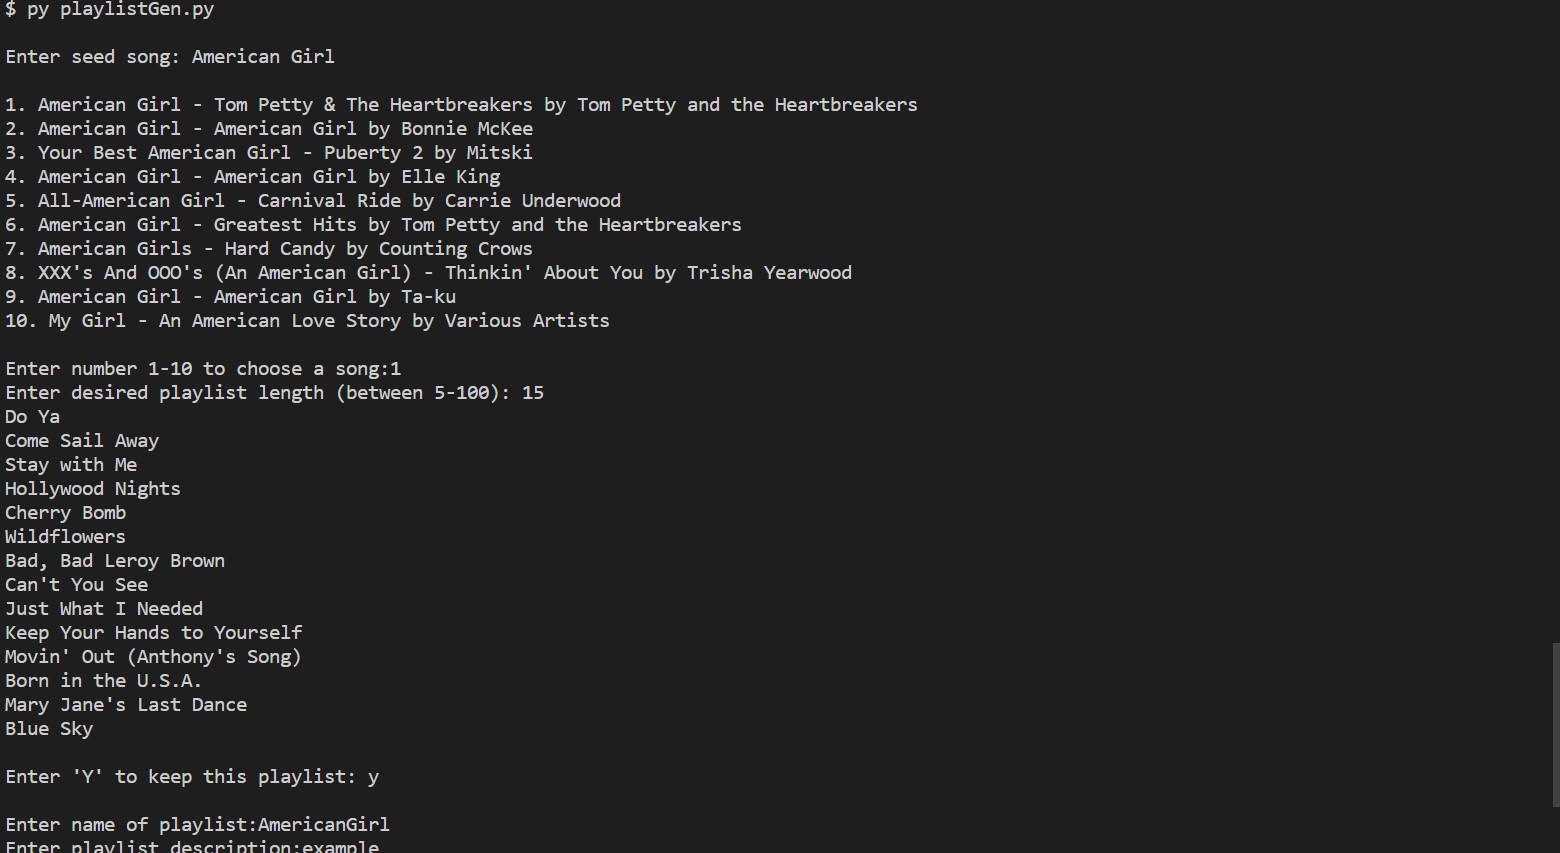 $ py playlistGen.py
Enter seed song: American Girl
1. American Girl - Tom Petty & The Heartbreakers by Tom Petty and the Heartbreakers
2. American Girl - American Girl by Bonnie McKee
3. Your Best American Girl - Puberty 2 by Mitski
4. American Girl - American Girl by Elle King
5. All-American Girl - Carnival Ride by Carrie Underwood
6. American Girl - Greatest Hits by Tom Petty and the Heartbreakers
7. American Girls - Hard Candy by Counting Crows
8. XXX's And OOO's (An American Girl) - Thinkin' About You by Trisha Yearwood
9. American Girl - American Girl by Ta-ku
10. My Girl - An American Love Story by Various Artists
Enter number 1-10 to choose a song:1
Enter desired playlist length (between 5-100): 15
Do Ya
Come Sail Away
Stay with Me
Hollywood Nights
Cherry Bomb
Wildflowers
Bad, Bad Leroy Brown
Can't You See
Just What I Needed
Keep Your Hands to Yourself
Movin' Out (Anthony's Song)
Born in the U.S.A.
Mary Jane's Last Dance
Blue Sky
Enter 'Y' to keep this playlist: y
Enter name of playlist:AmericanGirl
Enter playlist description:example